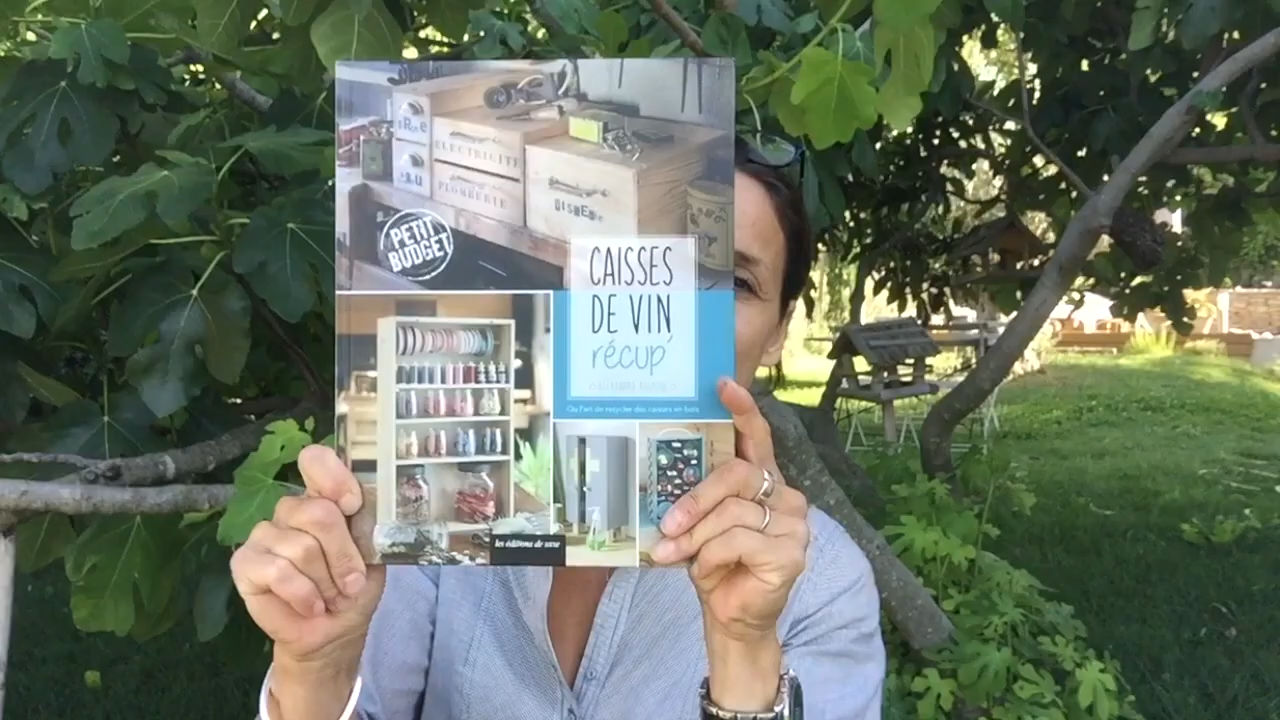 ELECTRICITE
PLOMBERIE
PETIT
BUDGET
CAISSES
DE VIN
récup'
Ou l'art de recycler des caisses en bois
les éditions de saxe